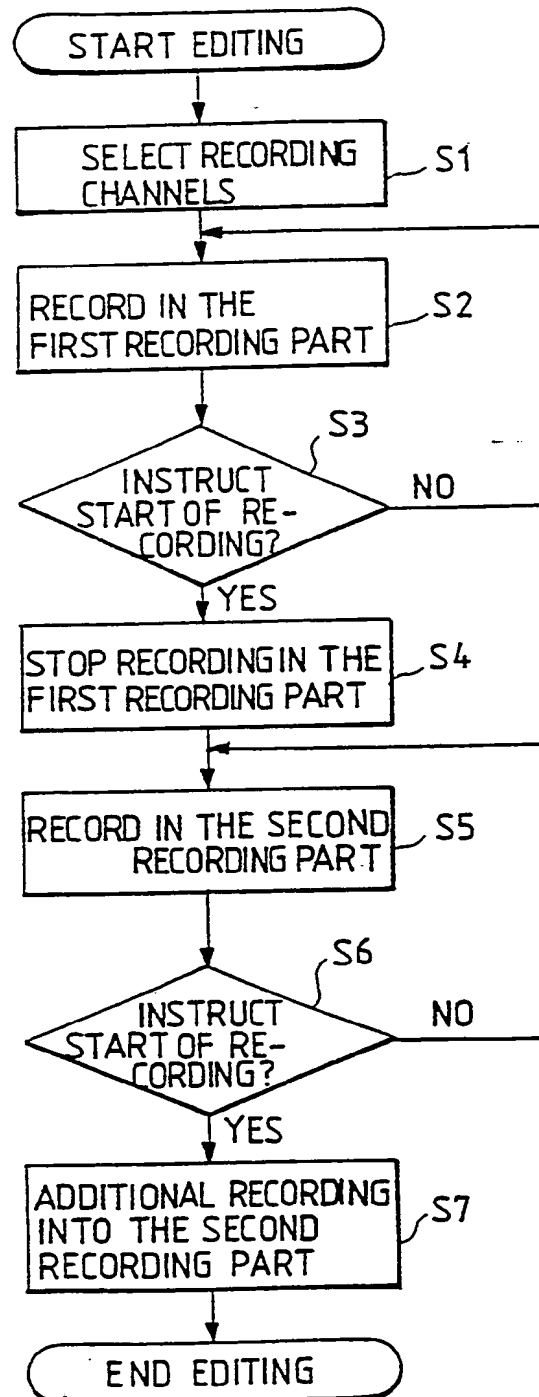 START EDITING
SELECT RECORDING
CHANNELS
S1
RECORD IN THE
FIRST RECORDING PART
S2
S3
INSTRUCT
START OF RE-
CORDING?
NO
YES
STOP RECORDING IN THE
FIRST RECORDING PART
S4
RECORD IN THE SECOND
RECORDING PART
S5
S6
INSTRUCT
START OF RE-
CORDING?
NO
YES
ADDITIONAL RECORDING
INTO THE SECOND
RECORDING PART
S7
END EDITING